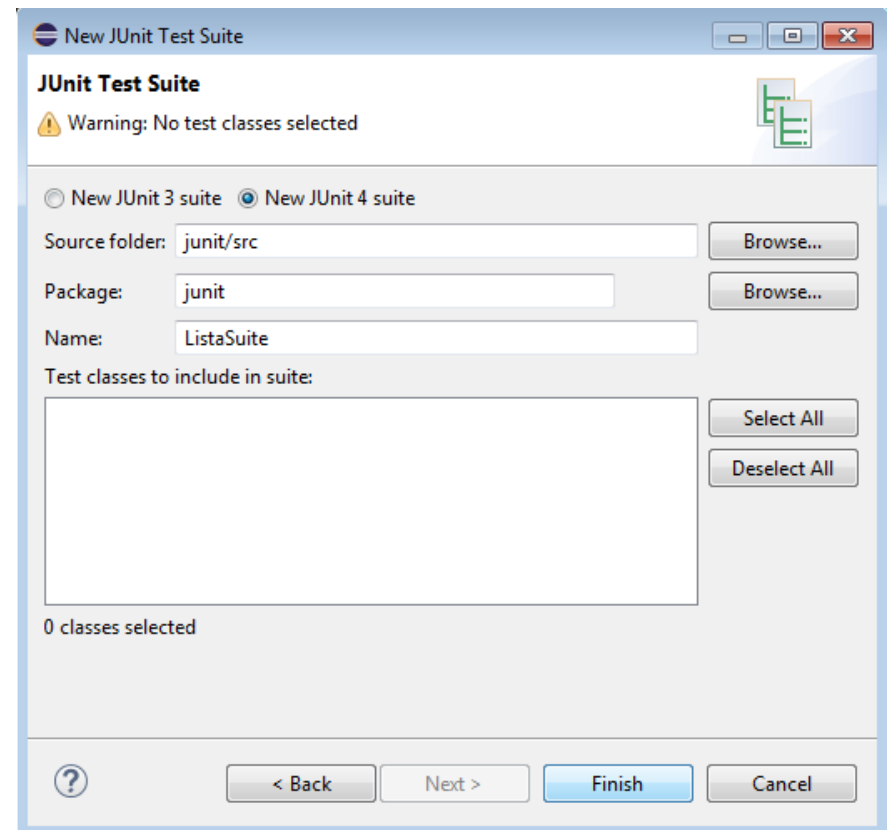 New JUnit Test Suite
JUnit Test Suite
Warning: No test classes selected
New JUnit 3 suite New JUnit 4 suite
Source folder: junit/src Browse...
Package: junit Browse...
Name: ListaSuite
Test classes to include in suite:
Select All
Deselect All
0 classes selected
? < Back Next > Finish Cancel